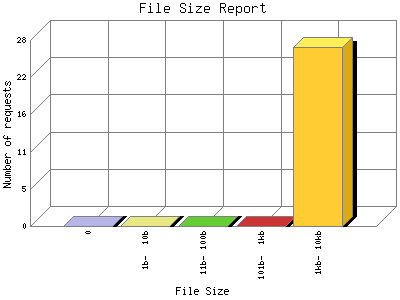 File Size Report
Number of requests
28
22
16
11
5
0
0
1b- 10b
11b- 100b
101b- 1kb
1kb- 10kb
File Size